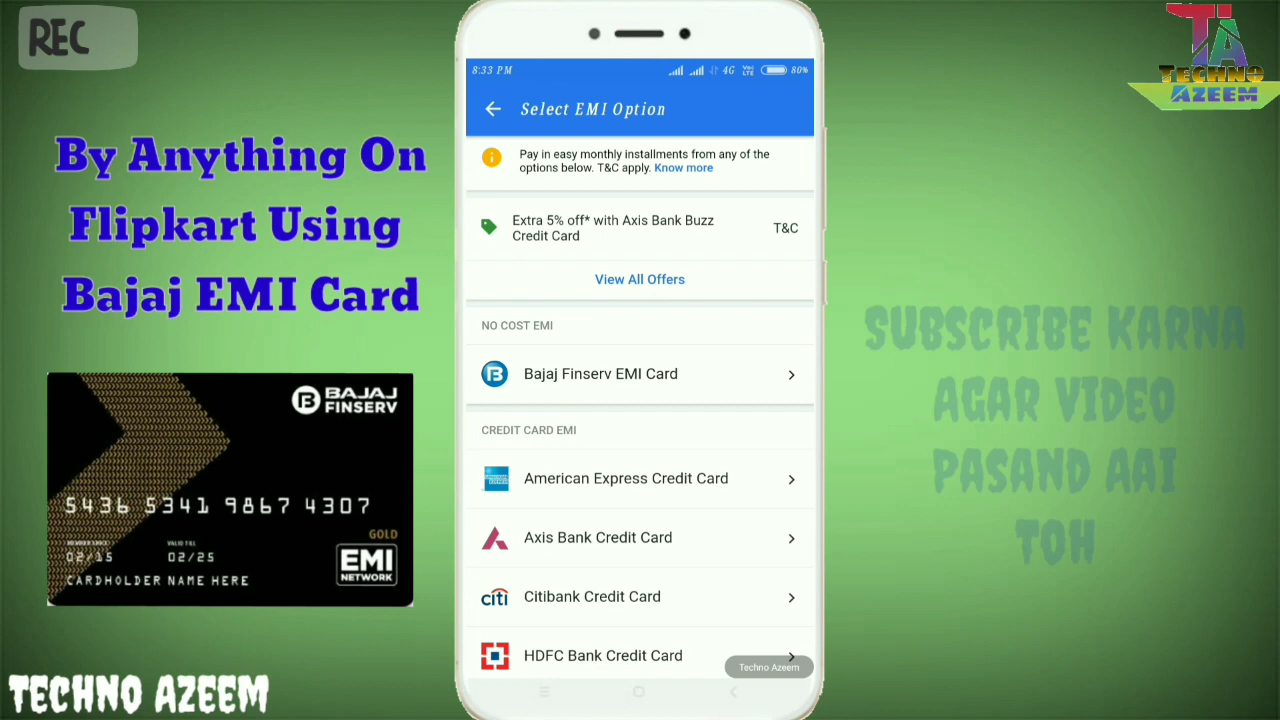 REC
TA
TECHNO
AZEEM
By Anything On
Flipkart Using
Bajaj EMI Card
BAJAJ
FINSERV
5436 5341 9867 4307
GOLD
VALID TILL
02/15 02/25
EMI
NETWORK
CARDHOLDER NAME HERE
TECHNO AZEEM
8:33 PM
4G
VoLTE
80%
Select EMI Option
Pay in easy monthly installments from any of the
options below. T&C apply. Know more
Extra 5% off* with Axis Bank Buzz
Credit Card
T&C
View All Offers
NO COST EMI
Bajaj Finserv EMI Card
CREDIT CARD EMI
American Express Credit Card
Axis Bank Credit Card
citi
Citibank Credit Card
HDFC Bank Credit Card
Techno Azeem
SUBSCRIBE KARNA
AGAR VIDEO
PASAND AAI
TOH